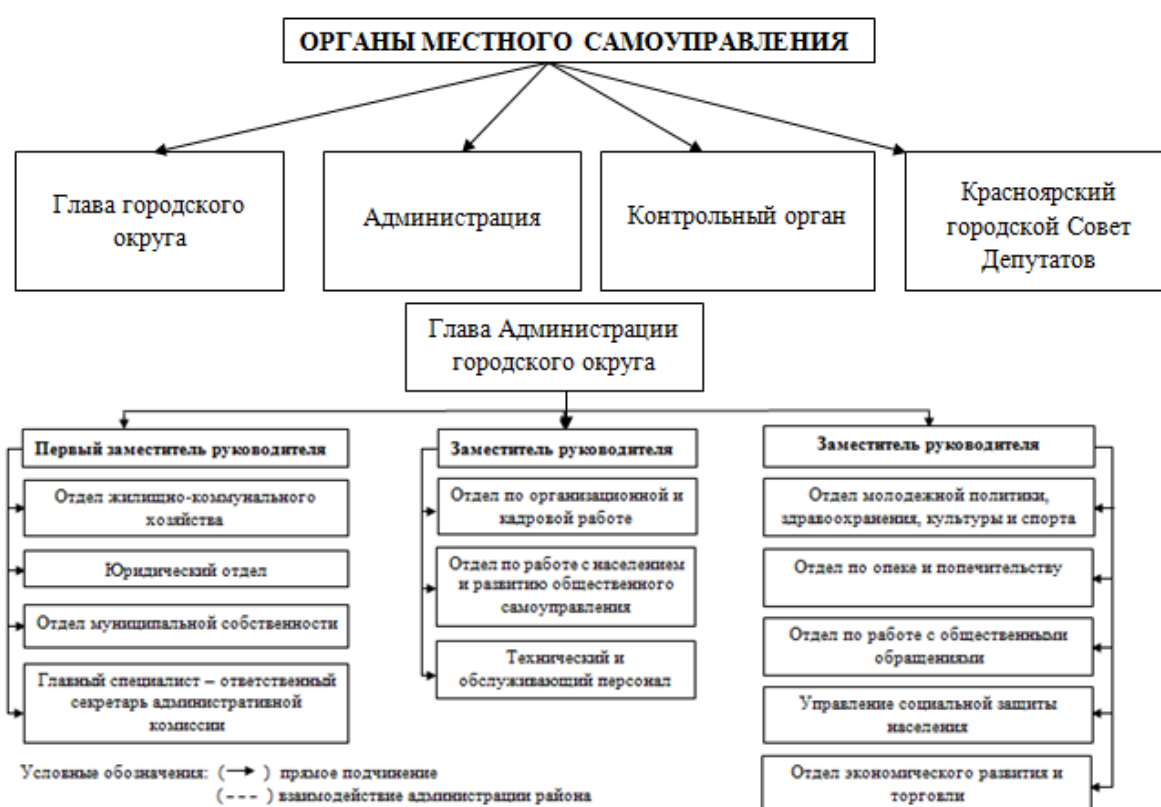 ОРГАНЫ МЕСТНОГО САМОУПРАВЛЕНИЯ
Глава городского
округа
Администрация
Контрольный орган
Красноярский
городской Совет
Депутатов
Глава Администрации
городского округа
Первый заместитель руководителя
Отдел жилищно-коммунального
хозяйства
Юридический отдел
Отдел муниципальной собственности
Главный специалист – ответственный
секретарь административной
комиссии
Заместитель руководителя
Отдел по организационной и
кадровой работе
Отдел по работе с населением
и развитию общественного
самоуправления
Технический и
обслуживающий персонал
Заместитель руководителя
Отдел молодежной политики,
здравоохранения, культуры и спорта
Отдел по опеке и попечительству
Отдел по работе с общественными
обращениями
Управление социальной защиты
населения
Отдел экономического развития и
торговли
Условные обозначения: (→) прямое подчинение
(---) взаимодействие администрации района